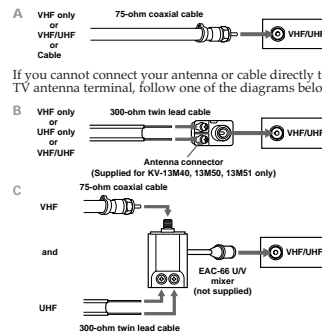 A
VHF only
or
VHF/UHF
or
Cable
75-ohm coaxial cable
VHF/UHF
If you cannot connect your antenna or cable directly t
TV antenna terminal, follow one of the diagrams belo
B
VHF only
or
UHF only
or
VHF/UHF
300-ohm twin lead cable
VHF/UHF
Antenna connector
(Supplied for KV-13M40, 13M50, 13M51 only)
C
75-ohm coaxial cable
VHF
and
UHF
VHF/UHF
EAC-66 U/V
mixer
(not supplied)
300-ohm twin lead cable